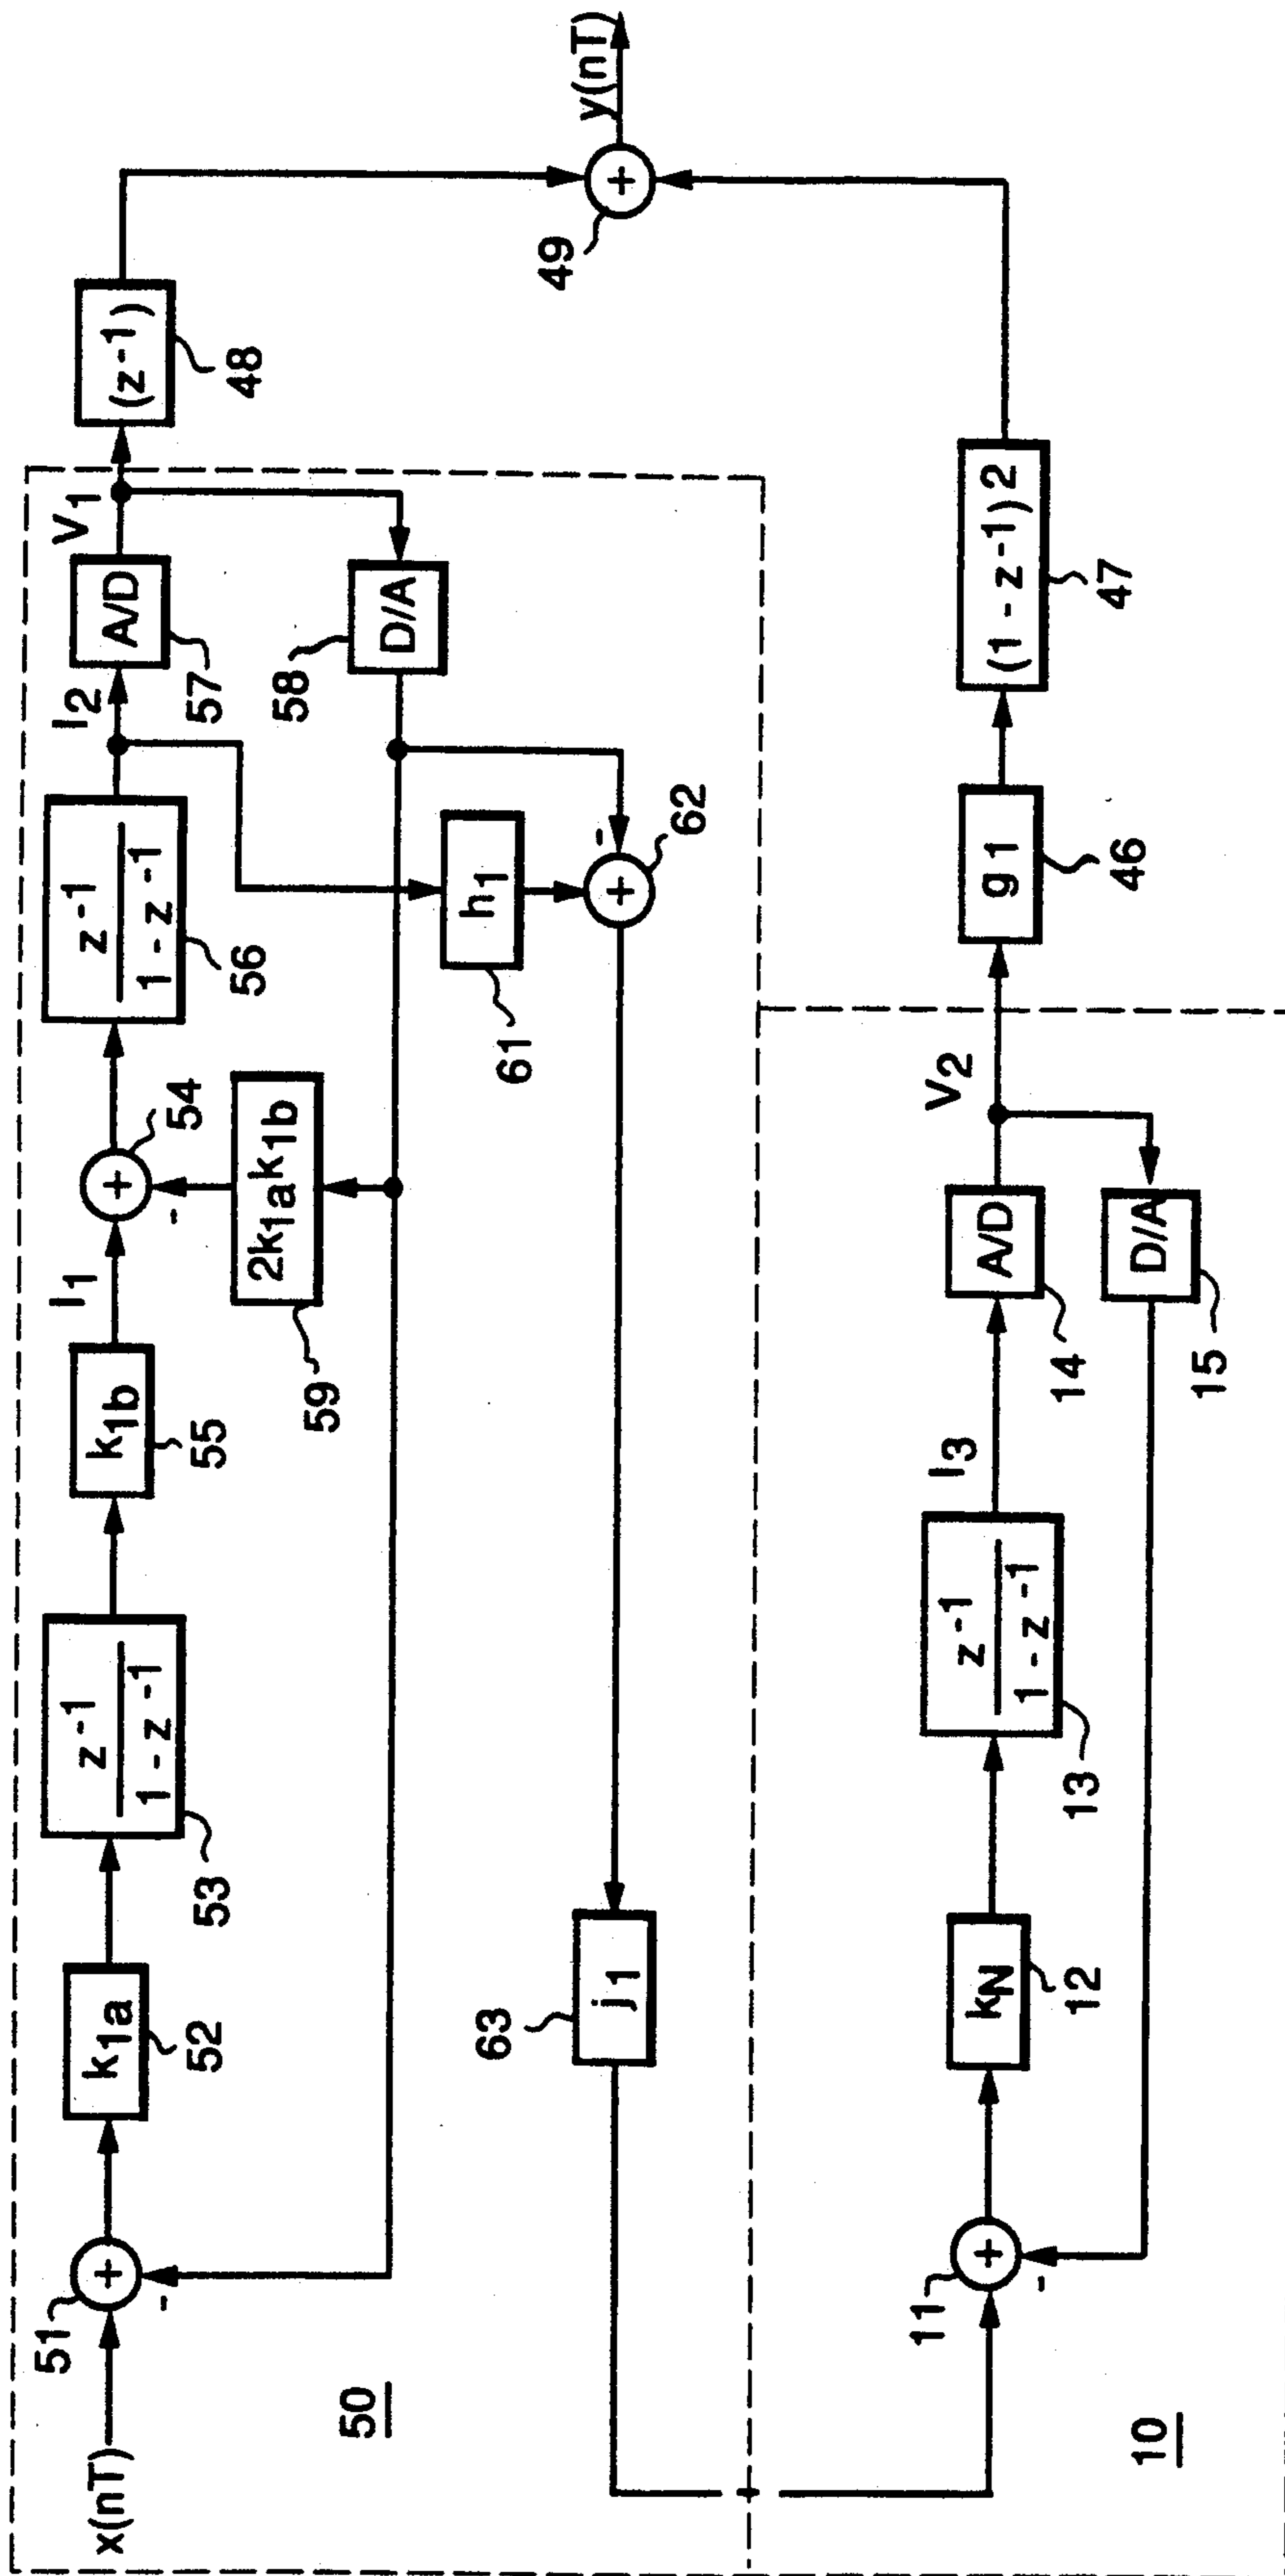 x(nT)
51
+
-
k1a
52
z-1
1 - z-1
53
k1b
55
I1
54
+
-
2k1ak1b
59
z-1
1 - z-1
56
I2
A/D
57
V1
D/A
58
(z-1)
48
h1
61
+
-
62
j1
63
50
+
49
y(nT)
11
+
-
kN
12
z-1
1 - z-1
13
I3
A/D
14
V2
D/A
15
g1
46
(1 - z-1)2
47
10